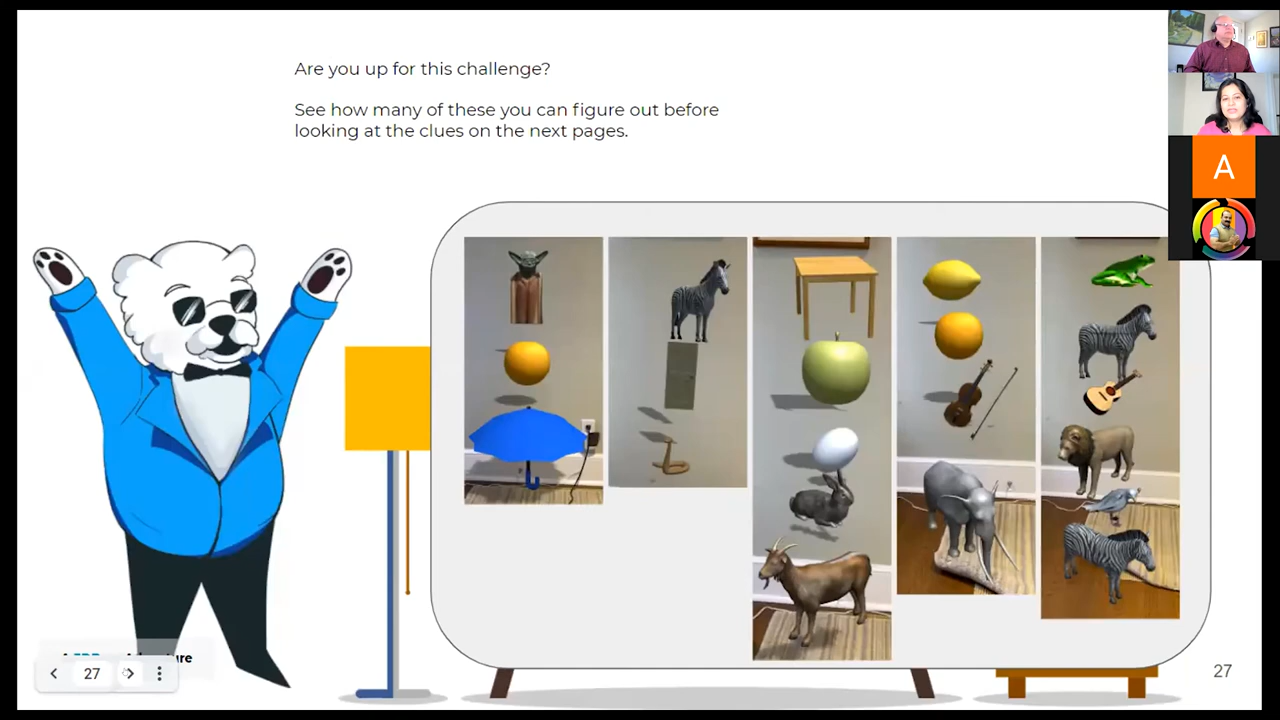 Are you up for this challenge?
See how many of these you can figure out before
looking at the clues on the next pages.
A
27
27